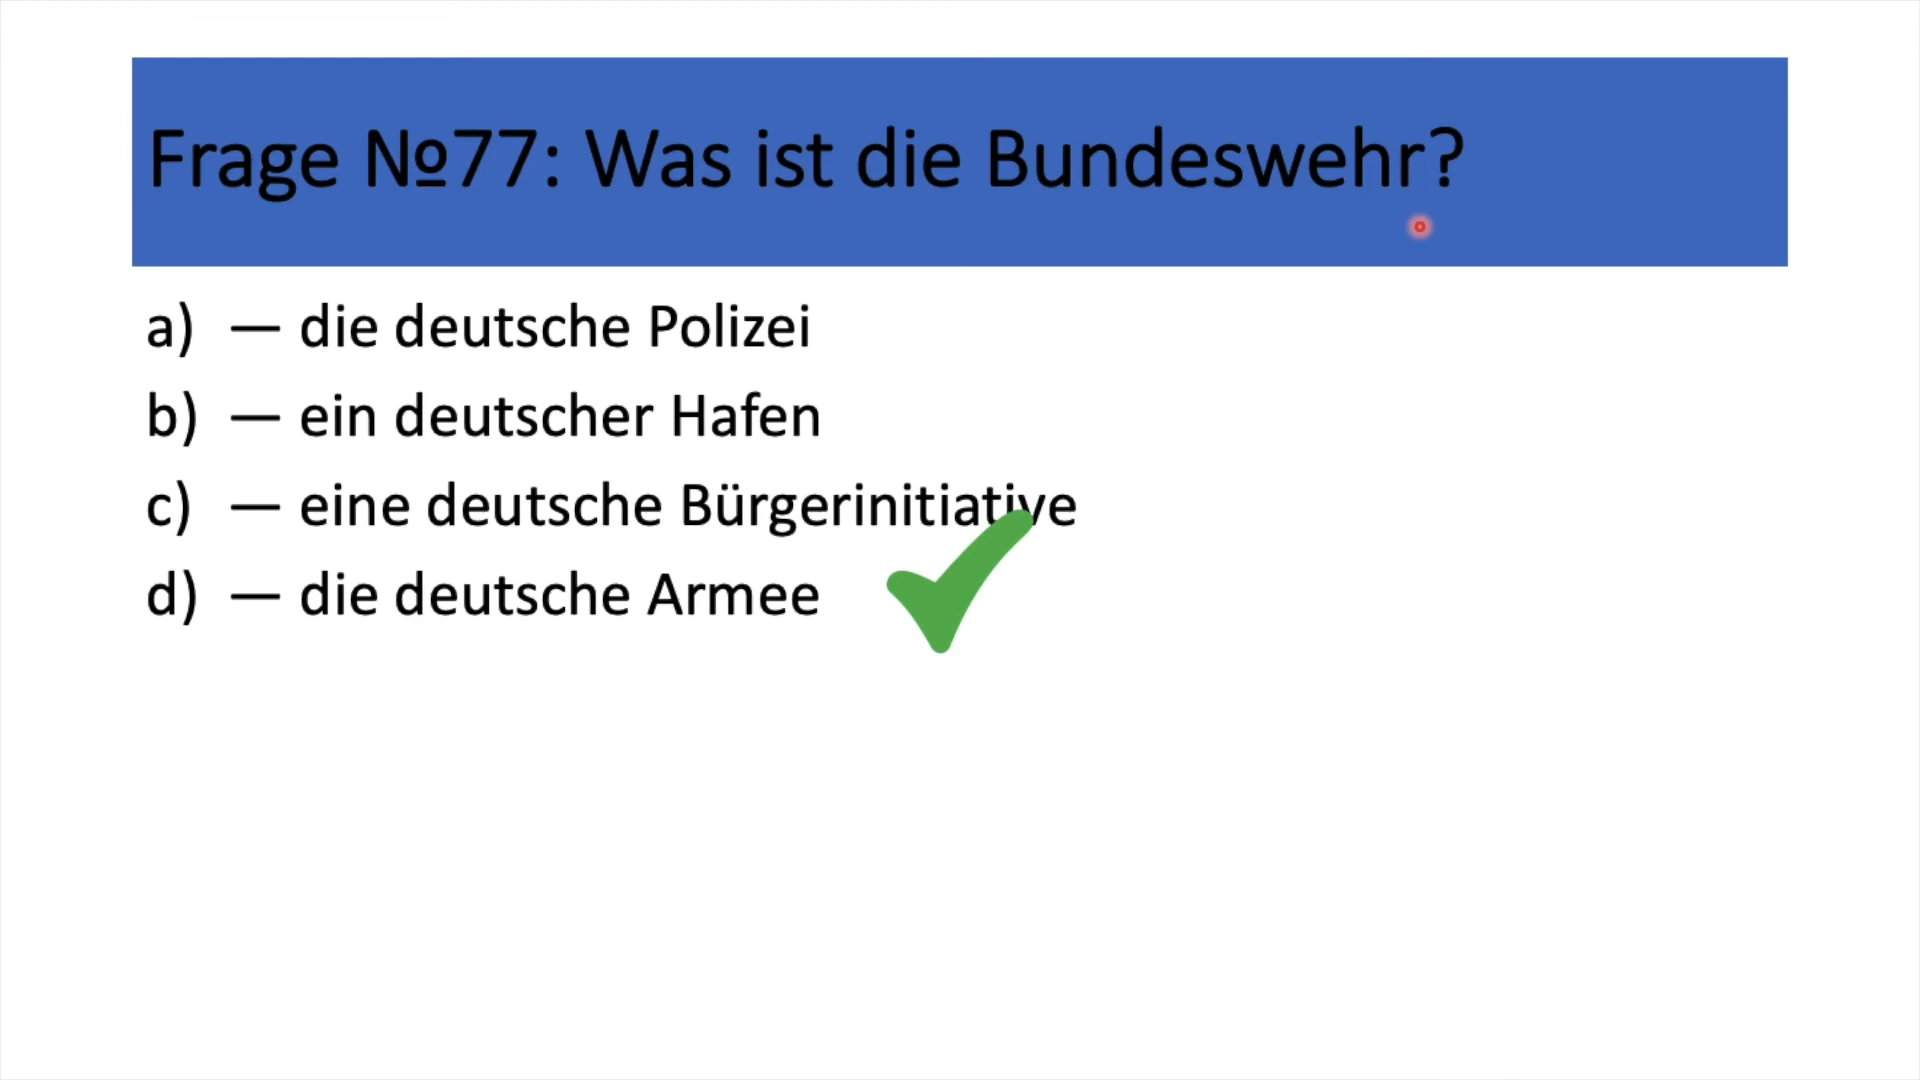 Frage №77: Was ist die Bundeswehr?
a) — die deutsche Polizei
b) — ein deutscher Hafen
c) — eine deutsche Bürgerinitiative
d) — die deutsche Armee